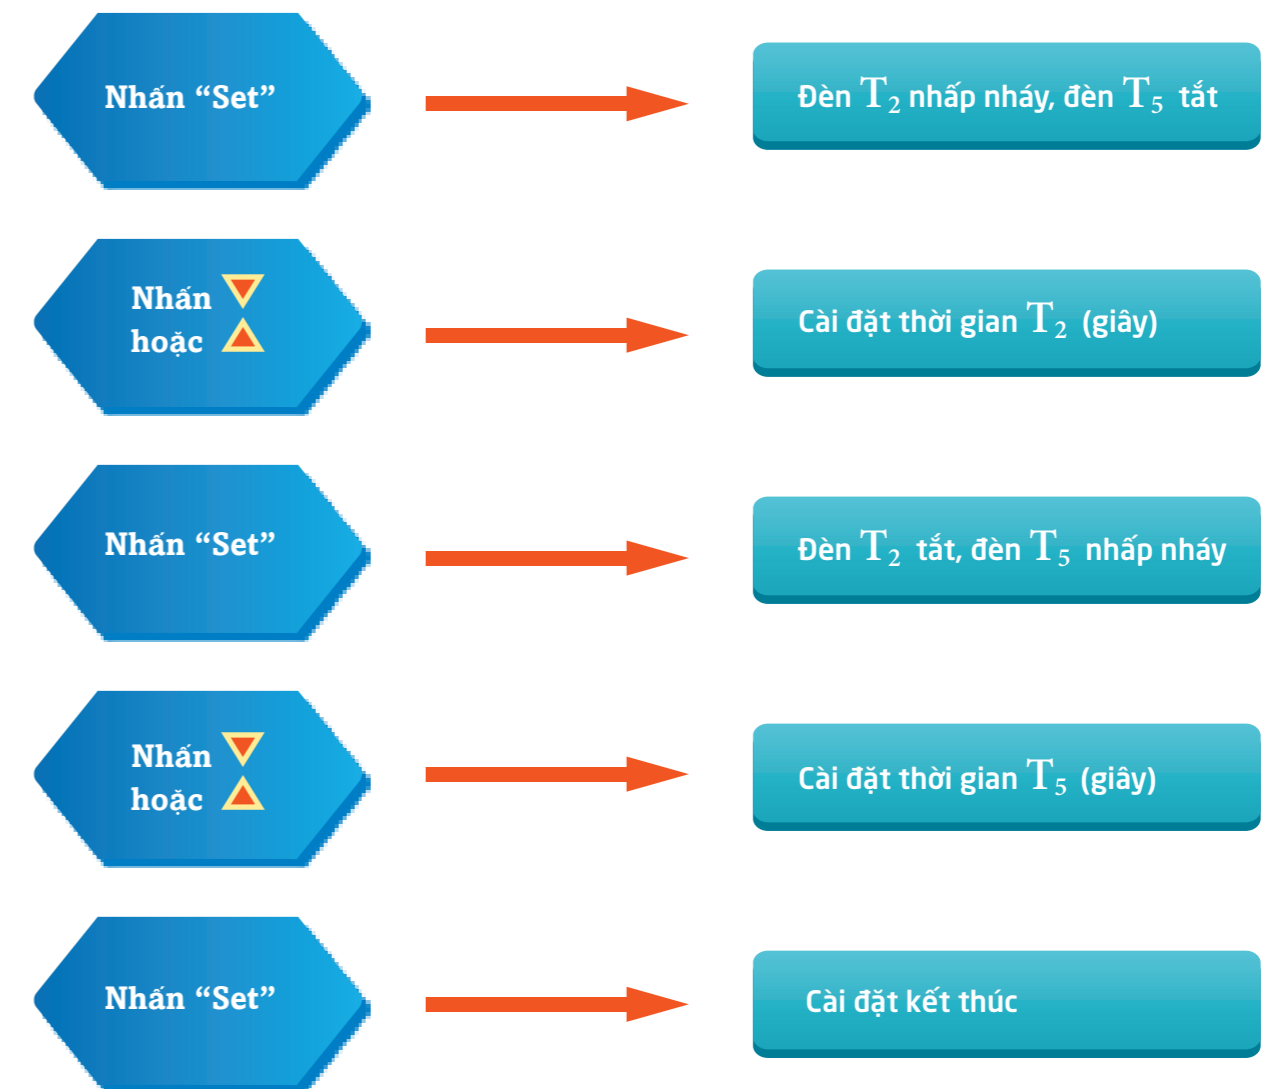 Nhấn “Set”
Đèn T₂ nhấp nháy, đèn T₅ tắt
Nhấn
hoặc
Cài đặt thời gian T₂ (giây)
Nhấn “Set”
Đèn T₂ tắt, đèn T₅ nhấp nháy
Nhấn
hoặc
Cài đặt thời gian T₅ (giây)
Nhấn “Set”
Cài đặt kết thúc